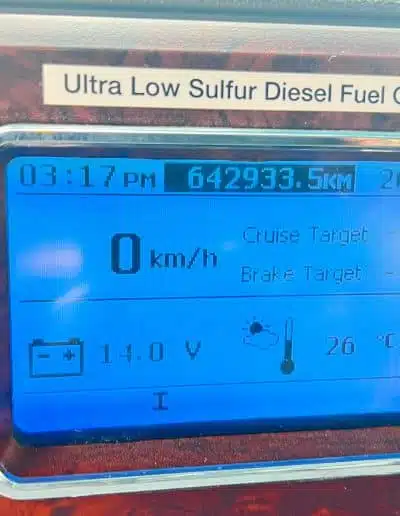 Ultra Low Sulfur Diesel Fuel
03:17 PM 642933.5KM
0 km/h
Cruise Target -
Brake Target -
- + 14.0 V 26 °C
I